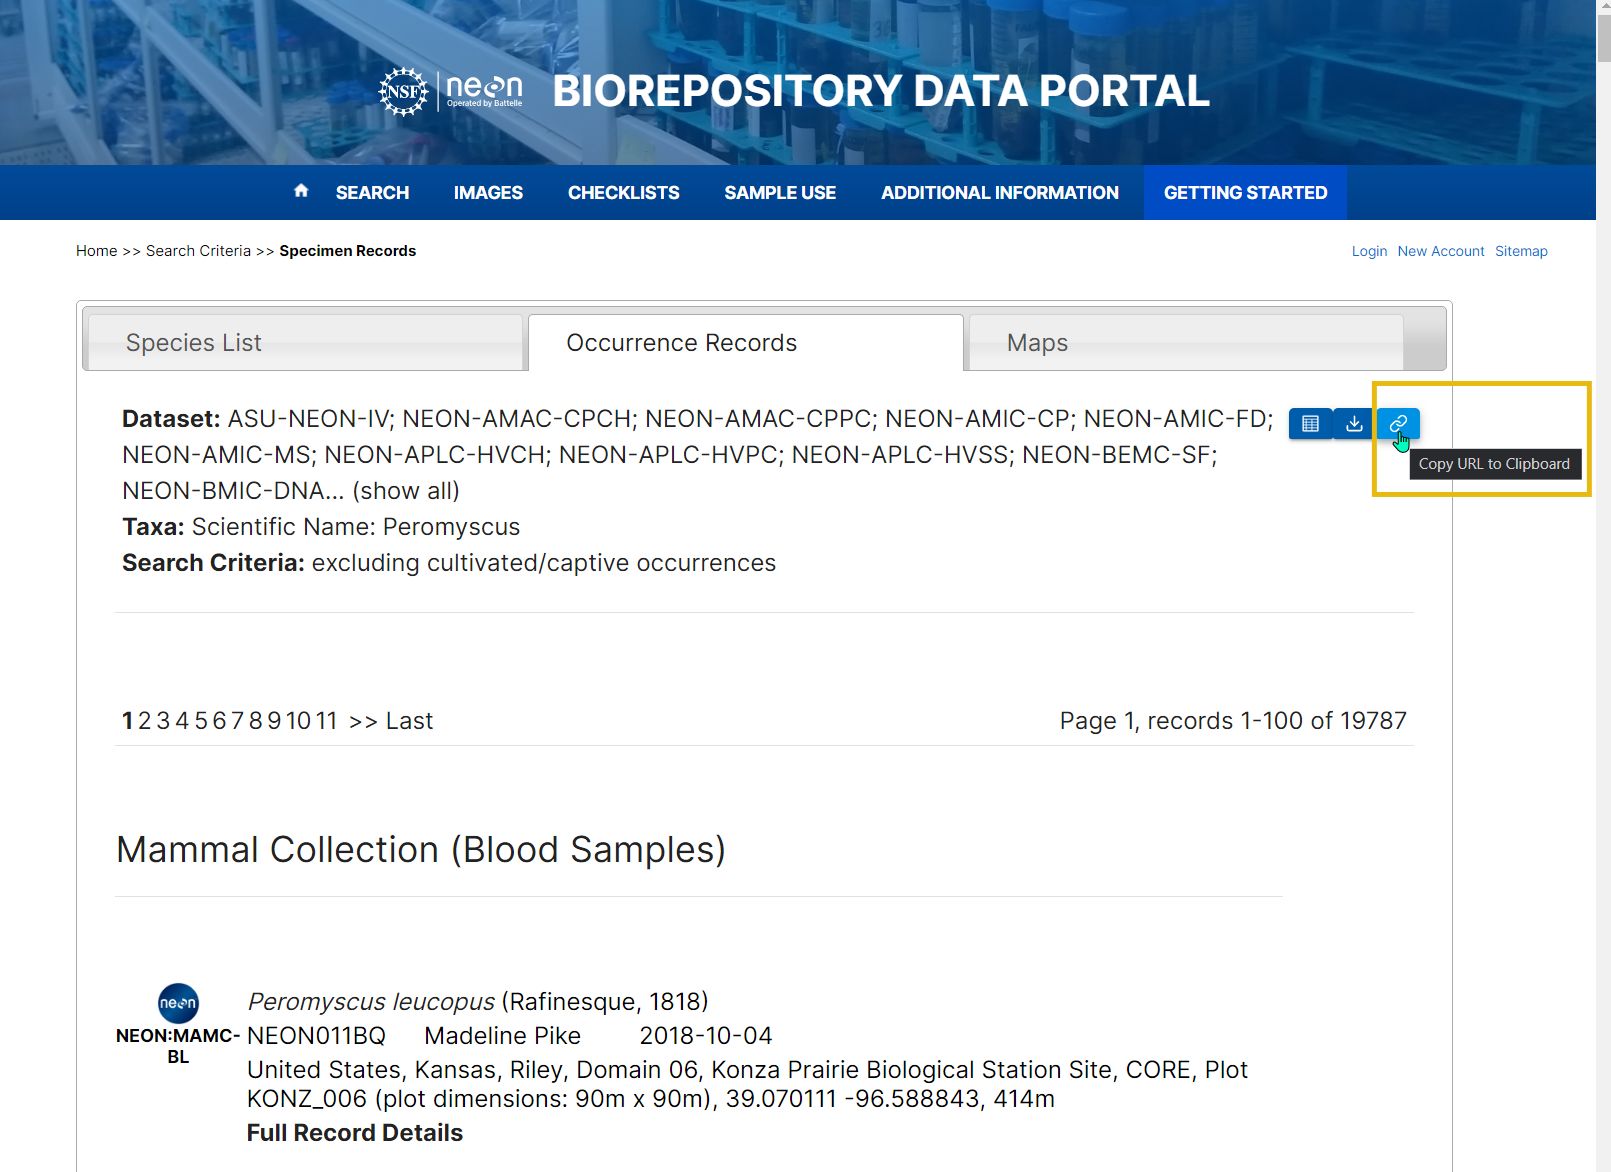 NSF
neon
Operated by Battelle
BIOREPOSITORY DATA PORTAL
SEARCH IMAGES CHECKLISTS SAMPLE USE ADDITIONAL INFORMATION GETTING STARTED
Home >> Search Criteria >> Specimen Records
Login New Account Sitemap
Species List Occurrence Records Maps
Dataset: ASU-NEON-IV; NEON-AMAC-CPCH; NEON-AMAC-CPPC; NEON-AMIC-CP; NEON-AMIC-FD;
NEON-AMIC-MS; NEON-APLC-HVCH; NEON-APLC-HVPC; NEON-APLC-HVSS; NEON-BEMC-SF;
NEON-BMIC-DNA... (show all)
Copy URL to Clipboard
Taxa: Scientific Name: Peromyscus
Search Criteria: excluding cultivated/captive occurrences
1 2 3 4 5 6 7 8 9 10 11 >> Last
Page 1, records 1-100 of 19787
Mammal Collection (Blood Samples)
neon
NEON:MAMC-
BL
Peromyscus leucopus (Rafinesque, 1818)
NEON011BQ Madeline Pike 2018-10-04
United States, Kansas, Riley, Domain 06, Konza Prairie Biological Station Site, CORE, Plot
KONZ_006 (plot dimensions: 90m x 90m), 39.070111 -96.588843, 414m
Full Record Details